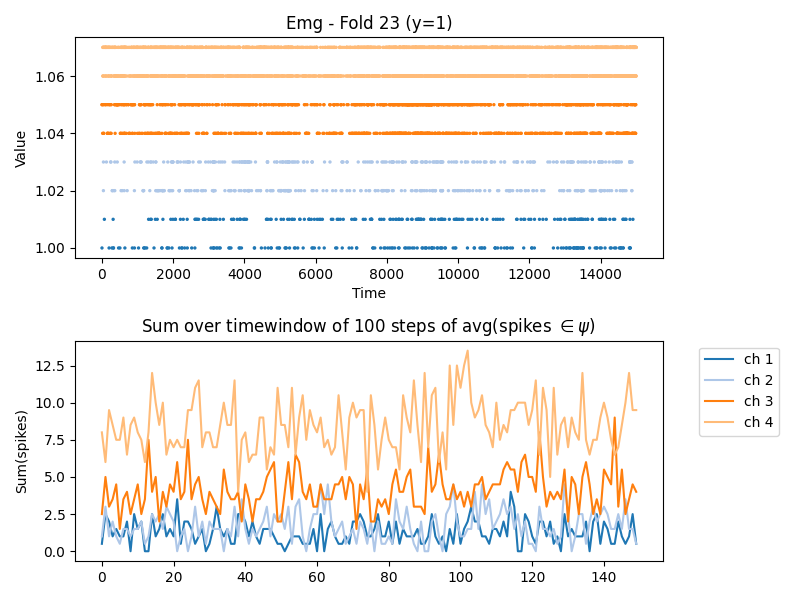 Emg - Fold 23 (y=1)
Value
1.06
1.04
1.02
1.00
0 2000 4000 6000 8000 10000 12000 14000
Time
Sum over timewindow of 100 steps of avg(spikes ∈ψ)
Sum(spikes)
12.5
10.0
7.5
5.0
2.5
0.0
0 20 40 60 80 100 120 140
ch 1
ch 2
ch 3
ch 4